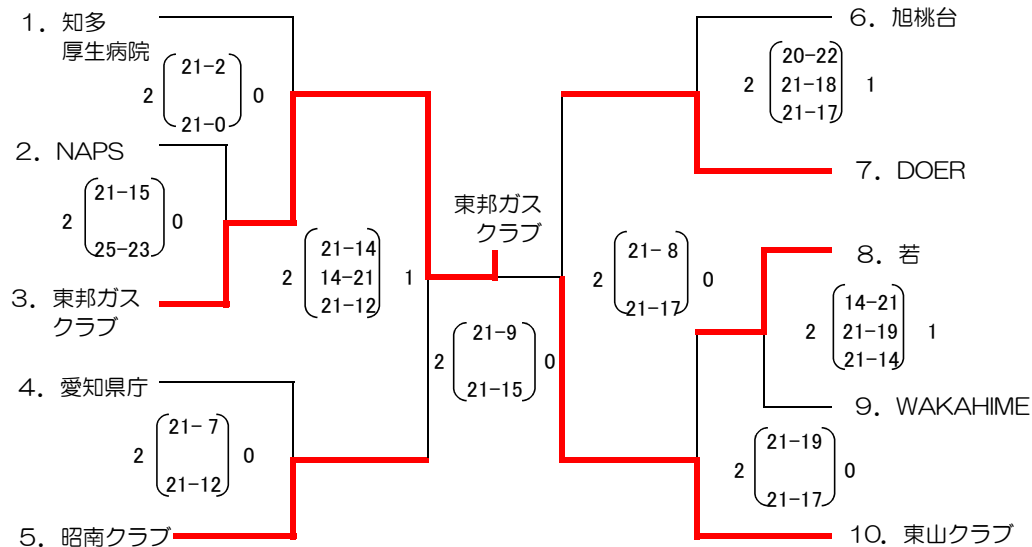 1．知多
厚生病院
2 21-2 0
21-0
2．NAPS
2 21-15 0
25-23
3．東邦ガス
クラブ
2 21-14 1
14-21
21-12
4．愛知県庁
2 21- 7 0
21-12
5．昭南クラブ
東邦ガス
クラブ
2 21-9 0
21-15
6．旭桃台
2 20-22 1
21-18
21-17
7．DOER
2 21- 8 0
21-17
8．若
2 14-21 1
21-19
21-14
9．WAKAHIME
2 21-19 0
21-17
10．東山クラブ